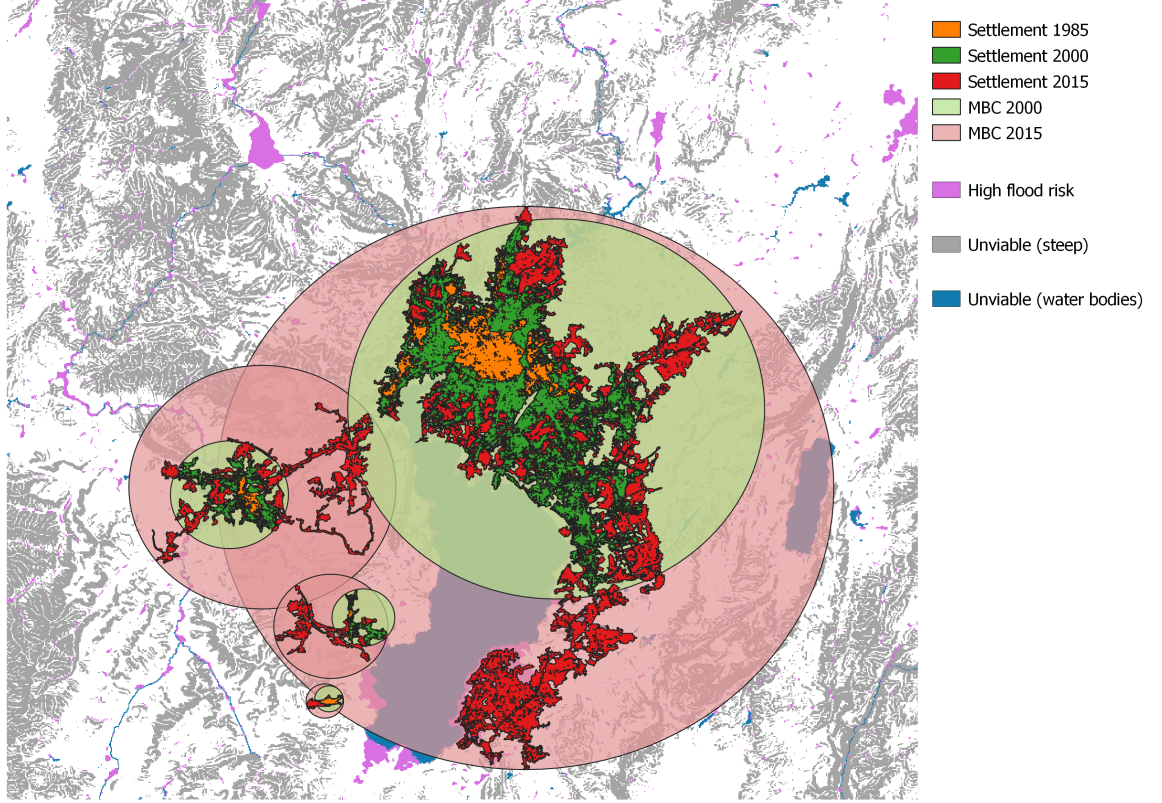 Settlement 1985
Settlement 2000
Settlement 2015
MBC 2000
MBC 2015
High flood risk
Unviable (steep)
Unviable (water bodies)